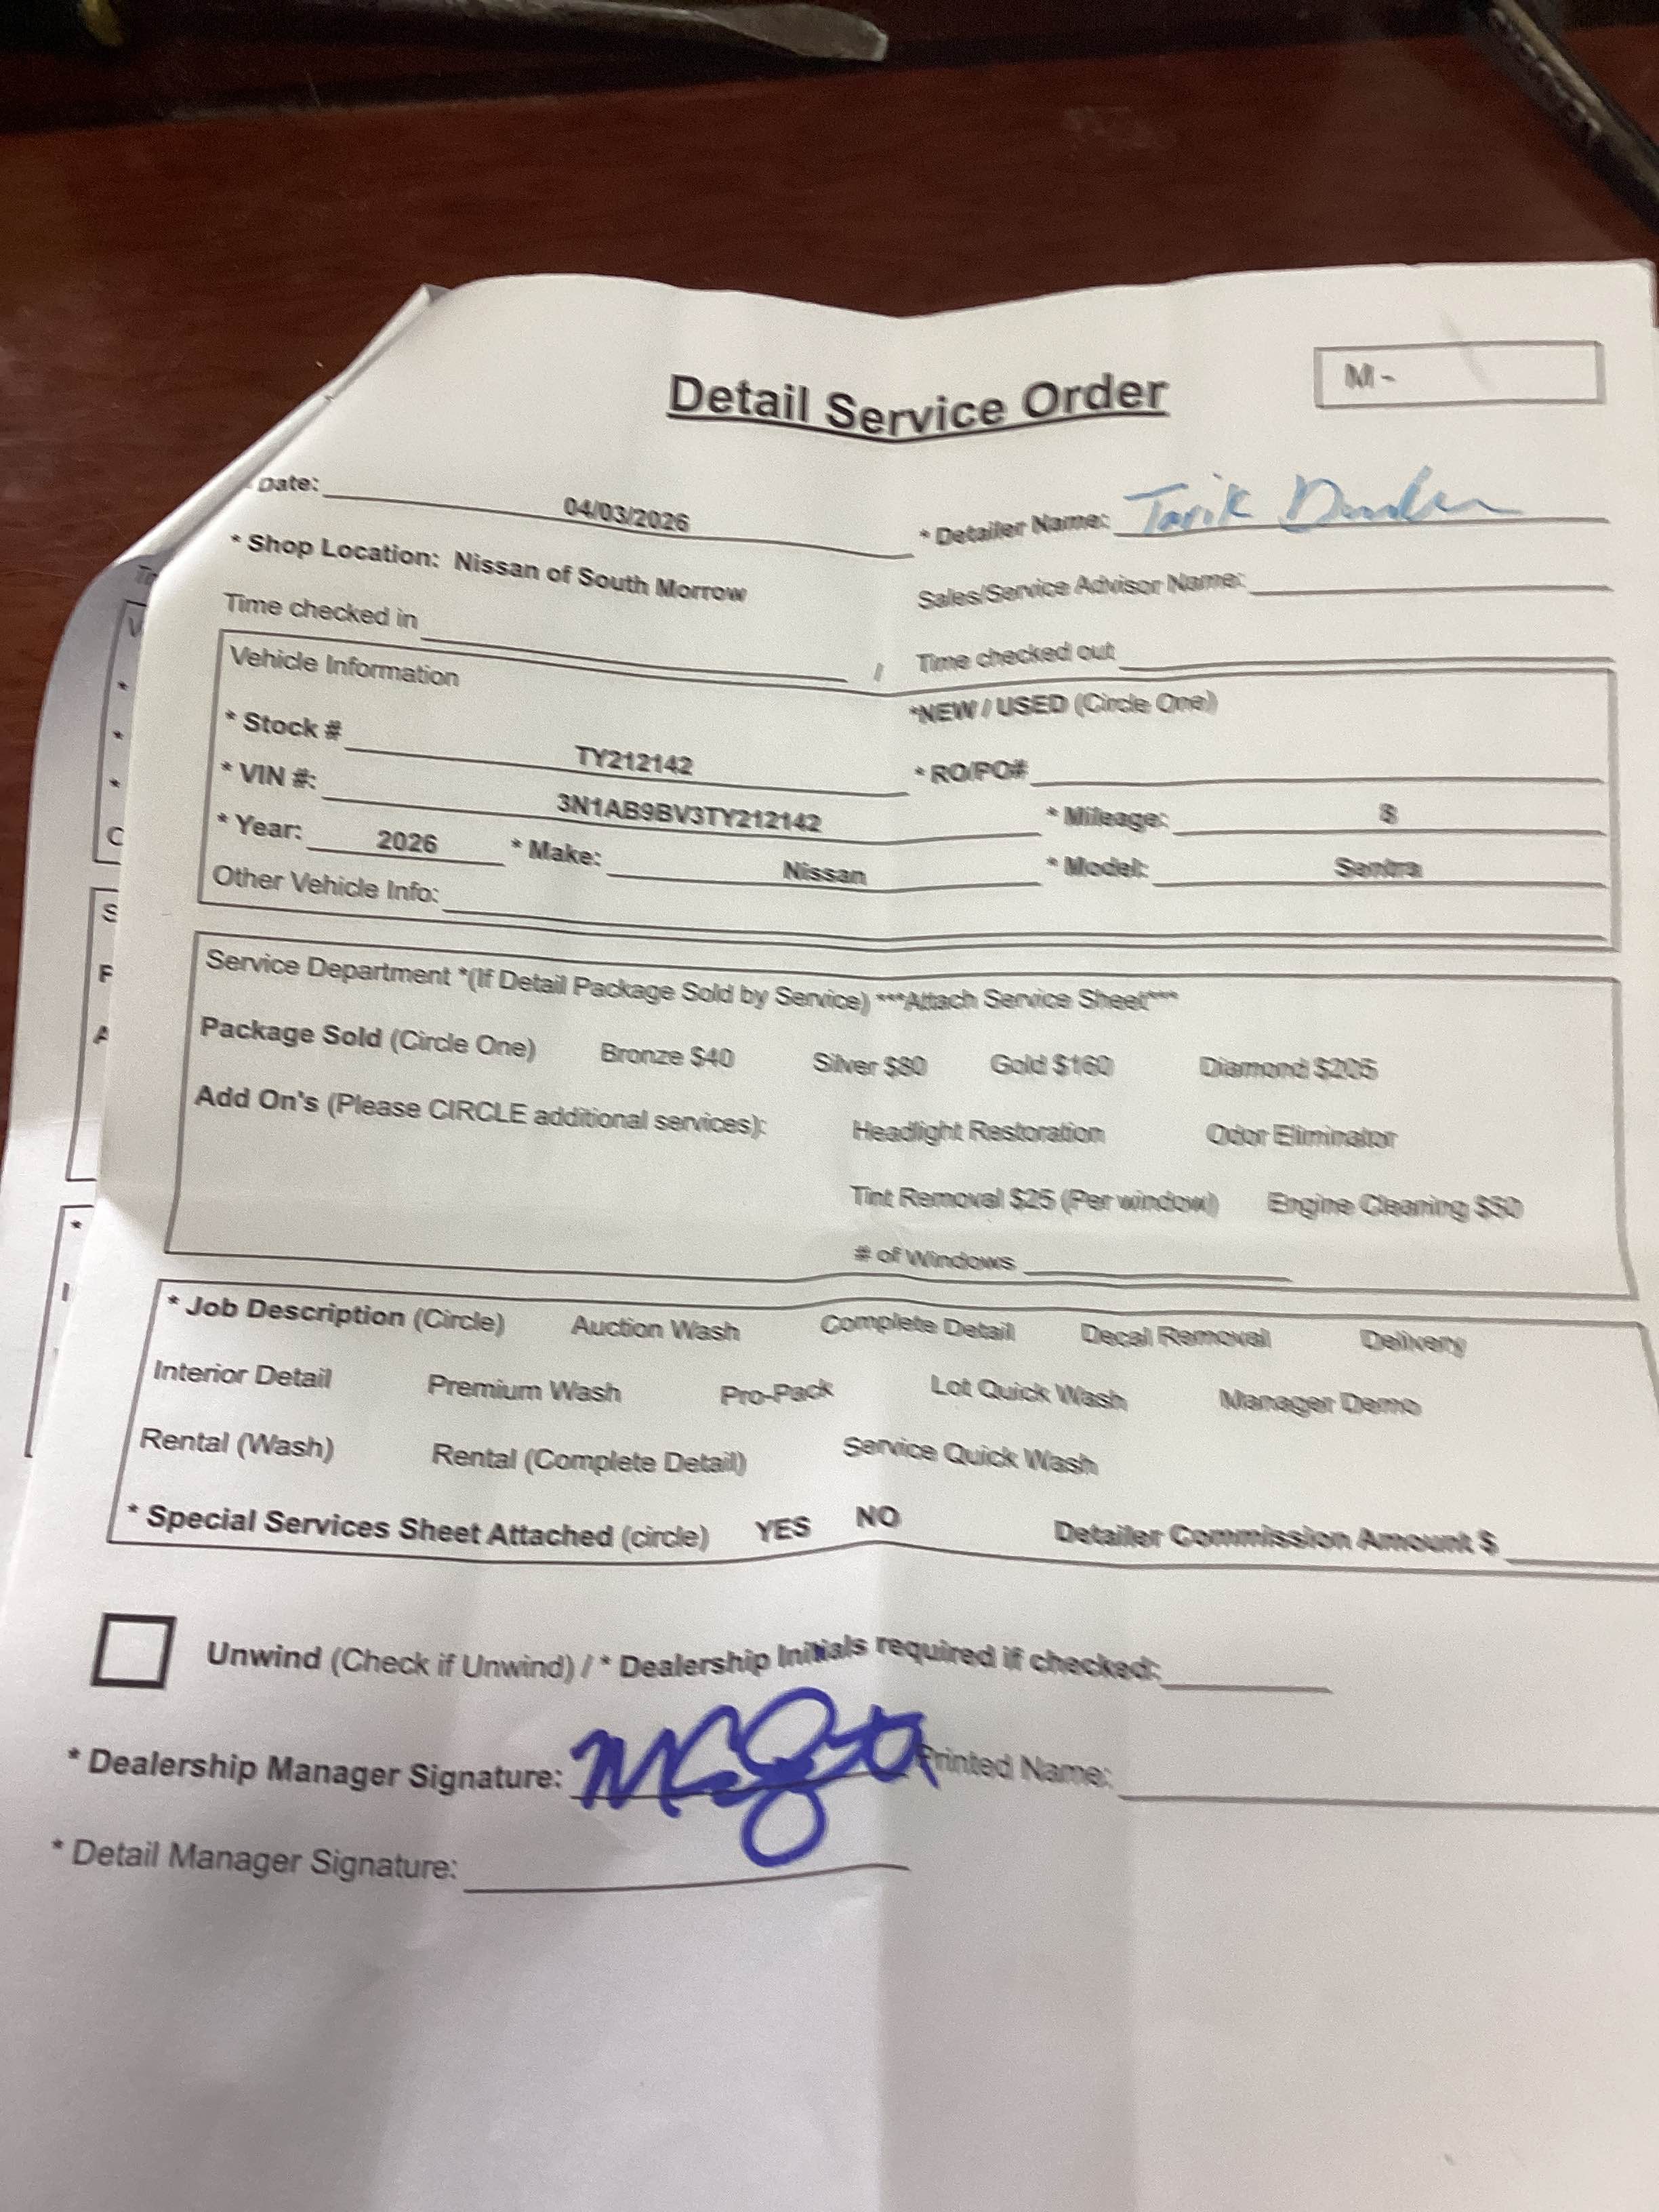 Detail Service Order
M -
Date: 04/03/2026
* Detailer Name: Tarik
* Shop Location: Nissan of South Morrow
Sales/Service Advisor Name:
Time checked in / Time checked out
Vehicle Information
*NEW / USED (Circle One)
* Stock # TY212142
* RO/PO#
* VIN #: 3N1AB9BV3TY212142
* Mileage:
* Year: 2026 * Make: Nissan * Model: Sentra
Other Vehicle Info:
Service Department *(If Detail Package Sold by Service) ***Attach Service Sheet***
Package Sold (Circle One) Bronze $40 Silver $80 Gold $160 Diamond $205
Add On's (Please CIRCLE additional services): Headlight Restoration Odor Eliminator
Tint Removal $25 (Per window) Engine Cleaning $50
# of Windows
* Job Description (Circle) Auction Wash Complete Detail Decal Removal Delivery
Interior Detail Premium Wash Pro-Pack Lot Quick Wash Manager Demo
Rental (Wash) Rental (Complete Detail) Service Quick Wash
* Special Services Sheet Attached (circle) YES NO Detailer Commission Amount $
Unwind (Check if Unwind) / * Dealership Initials required if checked:
* Dealership Manager Signature: Printed Name:
* Detail Manager Signature: